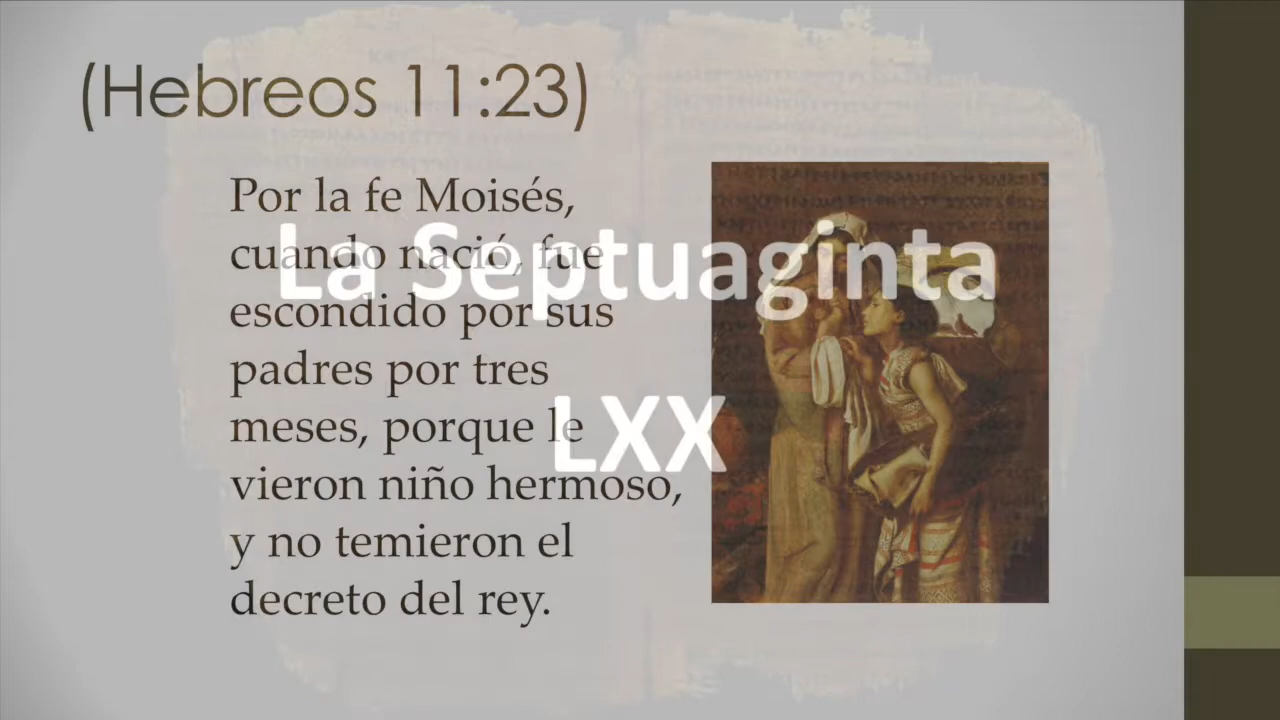 (Hebreos 11:23)
Por la fe Moisés,
cuando nació, fue
escondido por sus
padres por tres
meses, porque le
vieron niño hermoso,
y no temieron el
decreto del rey.
La Septuaginta
LXX